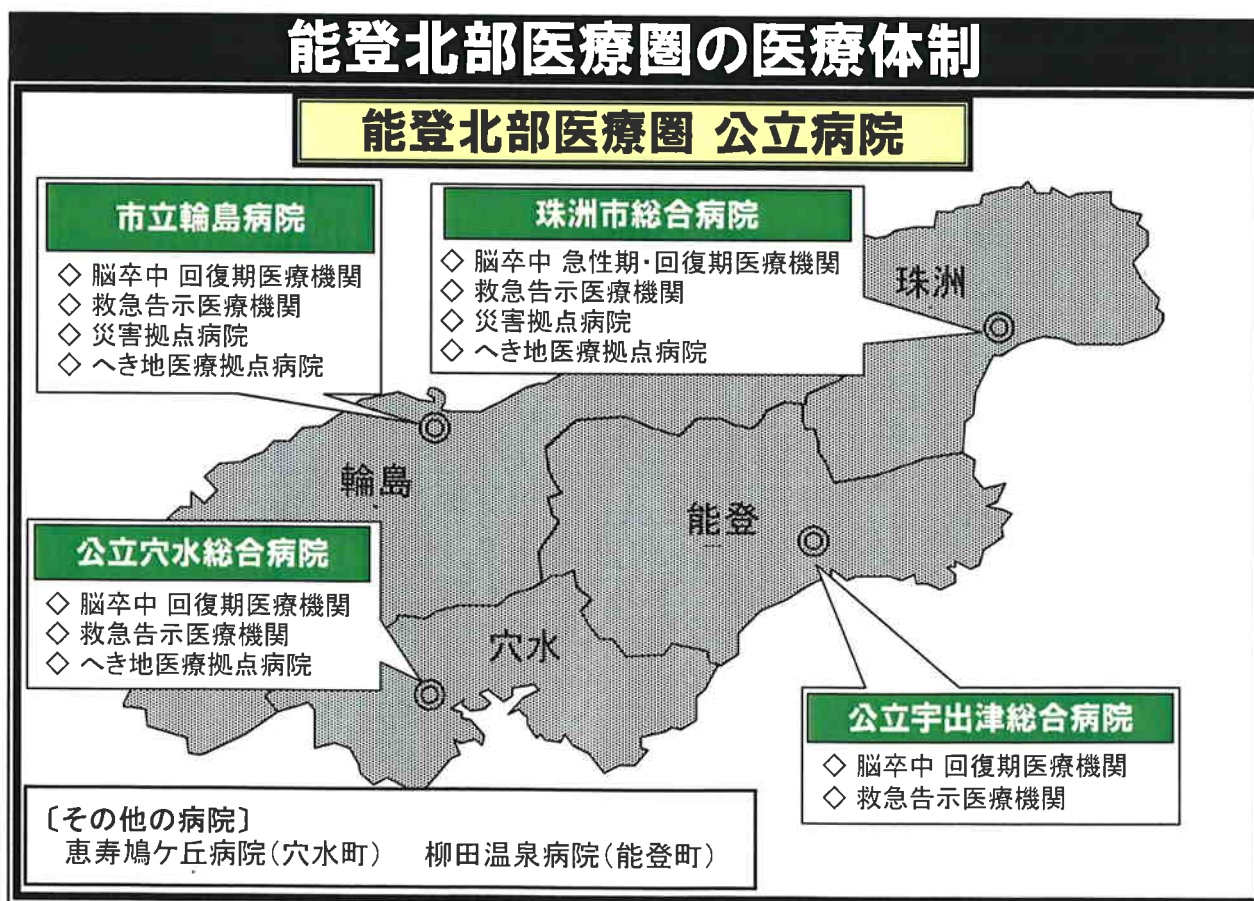 能登北部医療圏の医療体制
能登北部医療圏 公立病院
市立輪島病院
◇ 脳卒中 回復期医療機関
◇ 救急告示医療機関
◇ 災害拠点病院
◇ へき地医療拠点病院
珠洲市総合病院
◇ 脳卒中 急性期・回復期医療機関
◇ 救急告示医療機関
◇ 災害拠点病院
◇ へき地医療拠点病院
珠洲
輪島
能登
公立穴水総合病院
◇ 脳卒中 回復期医療機関
◇ 救急告示医療機関
◇ へき地医療拠点病院
穴水
公立宇出津総合病院
◇ 脳卒中 回復期医療機関
◇ 救急告示医療機関
〔その他の病院〕
恵寿鳩ケ丘病院(穴水町) 柳田温泉病院(能登町)